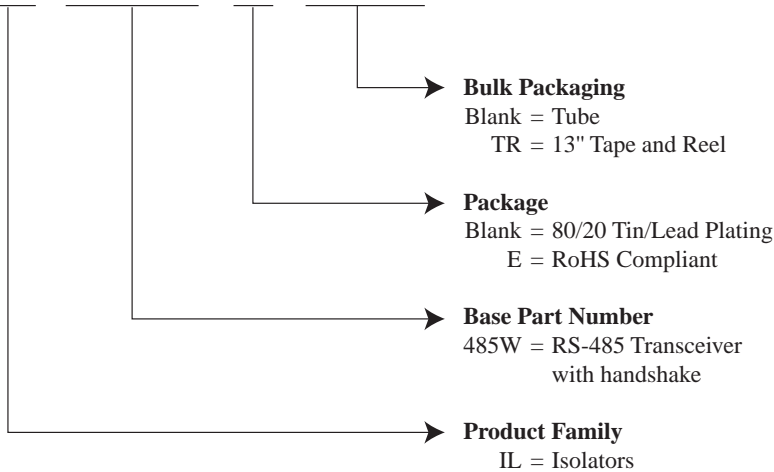 Bulk Packaging
Blank = Tube
TR = 13" Tape and Reel
Package
Blank = 80/20 Tin/Lead Plating
E = RoHS Compliant
Base Part Number
485W = RS-485 Transceiver
with handshake
Product Family
IL = Isolators